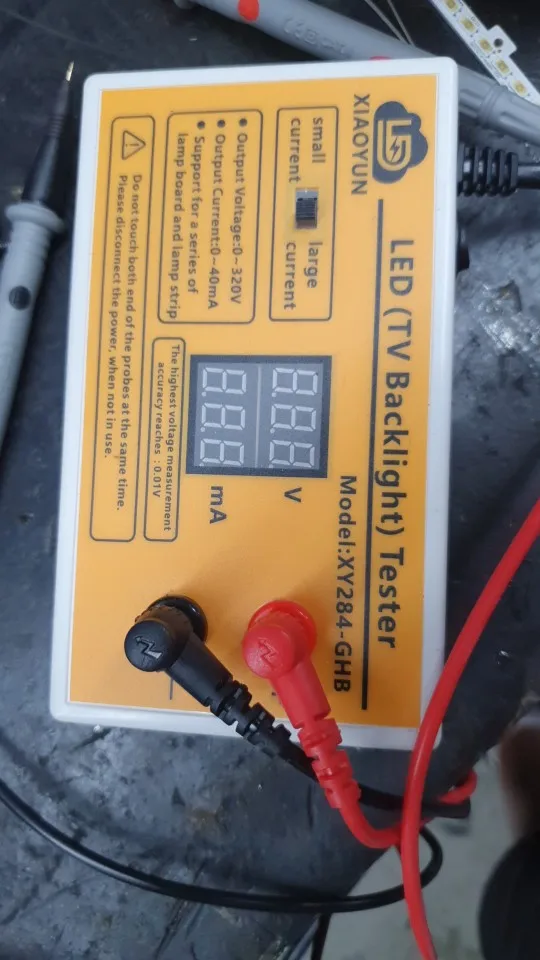 XIAOYUN
LED (TV Backlight) Tester
Model:XY284-GHB
small
current
large
current
● Output Voltage:0~320V
● Output Current:0~40mA
● Support for a series of
lamp board and lamp strip
V
mA
The highest voltage measurement
accuracy reaches : 0.01V
Do not touch both end of the probes at the same time.
Please disconnect the power, when not in use.